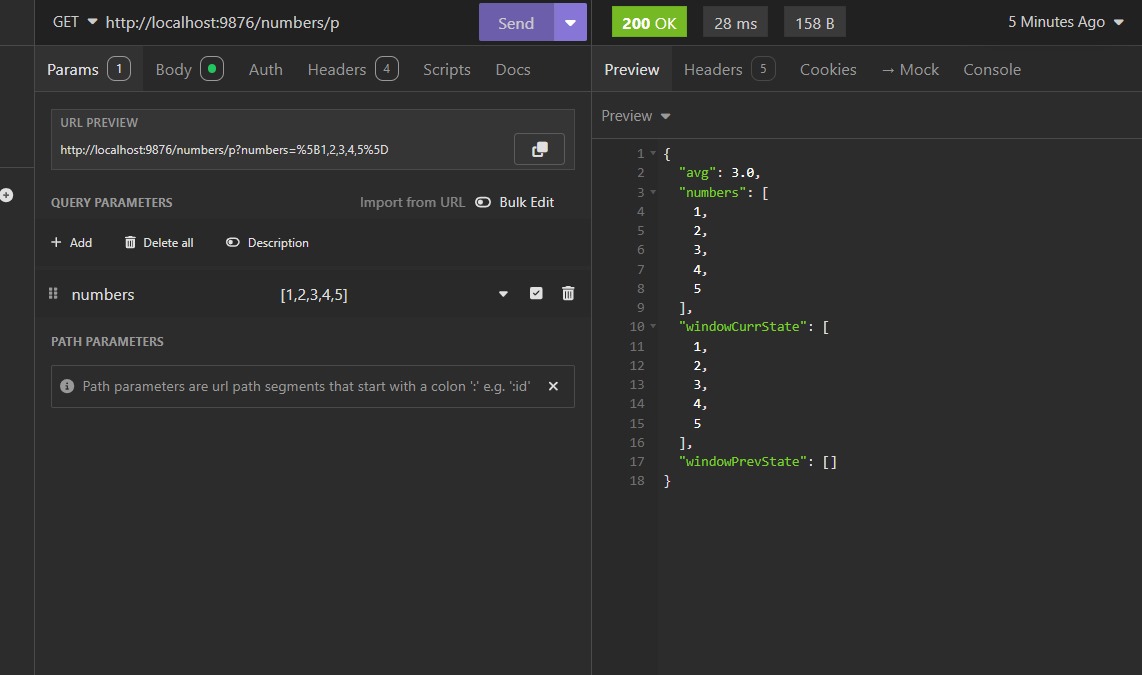 GET http://localhost:9876/numbers/p Send
200 OK 28 ms 158 B 5 Minutes Ago
Params 1 Body Auth Headers 4 Scripts Docs
Preview Headers 5 Cookies → Mock Console
URL PREVIEW
http://localhost:9876/numbers/p?numbers=%5B1,2,3,4,5%5D
QUERY PARAMETERS Import from URL Bulk Edit
+ Add Delete all Description
numbers [1,2,3,4,5]
PATH PARAMETERS
Path parameters are url path segments that start with a colon ':' e.g. ':id'
Preview
1 {
2 "avg": 3.0,
3 "numbers": [
4 1,
5 2,
6 3,
7 4,
8 5
9 ],
10 "windowCurrState": [
11 1,
12 2,
13 3,
14 4,
15 5
16 ],
17 "windowPrevState": []
18 }